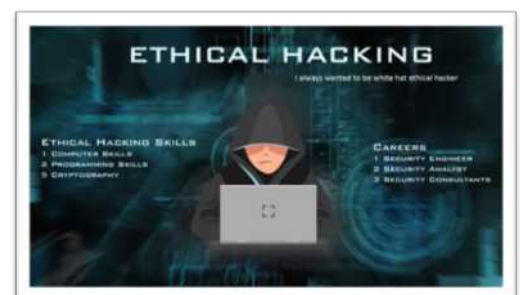 ETHICAL HACKING
I always wanted to be white hat ethical hacker
ETHICAL HACKING SKILLS
1 COMPUTER SKILLS
2 PROGRAMMING SKILLS
5 CRYPTOGRAPHY
CAREERS
1 SECURITY ENGINEER
2 SECURITY ANALYST
3 SECURITY CONSULTANTS